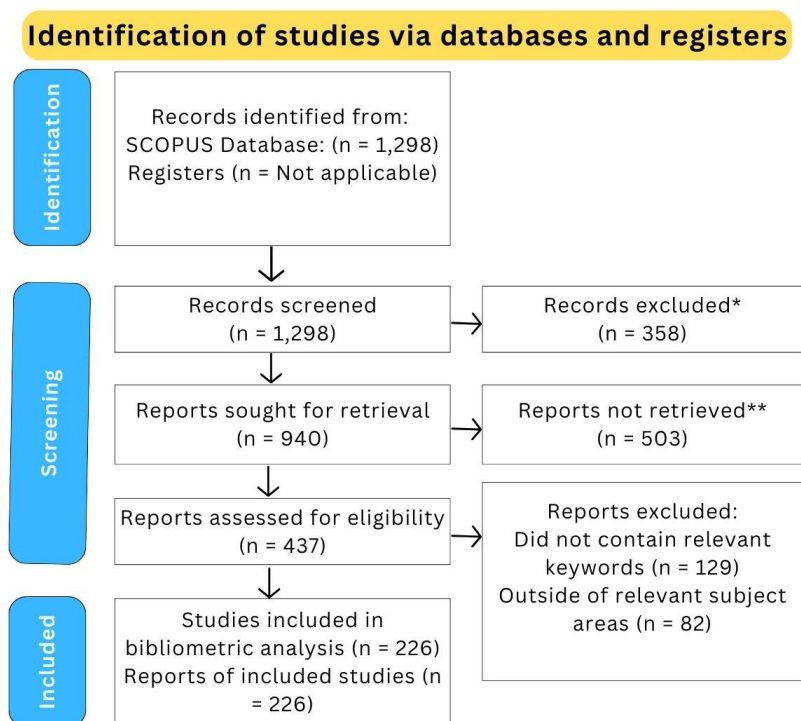 Identification of studies via databases and registers
Identification
Records identified from:
SCOPUS Database: (n = 1,298)
Registers (n = Not applicable)
Screening
Records screened
(n = 1,298)
Records excluded*
(n = 358)
Reports sought for retrieval
(n = 940)
Reports not retrieved**
(n = 503)
Reports assessed for eligibility
(n = 437)
Reports excluded:
Did not contain relevant
keywords (n = 129)
Outside of relevant subject
areas (n = 82)
Included
Studies included in
bibliometric analysis (n = 226)
Reports of included studies (n
= 226)